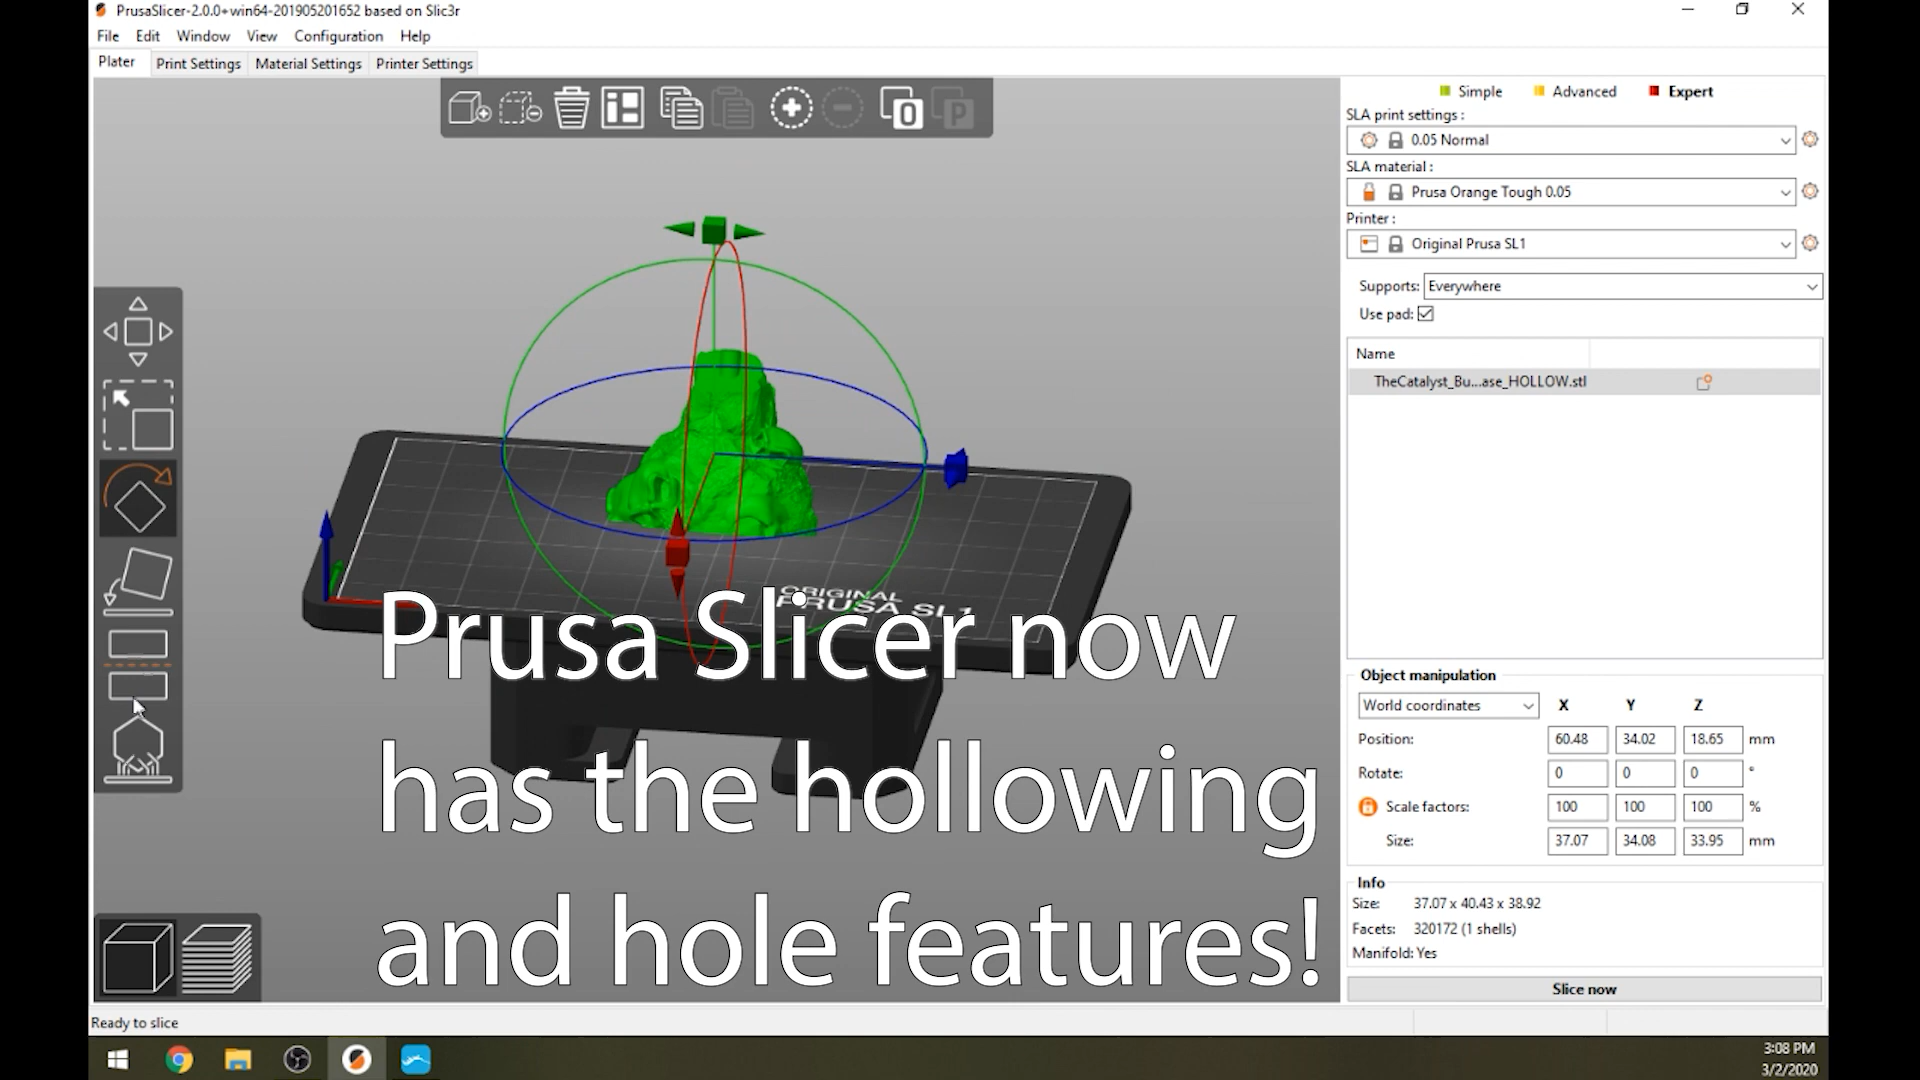 PrusaSlicer-2.0.0+win64-201905201652 based on Slic3r
File Edit Window View Configuration Help
Plater Print Settings Material Settings Printer Settings
O P
Simple Advanced Expert
SLA print settings :
0.05 Normal
SLA material :
Prusa Orange Tough 0.05
Printer :
Original Prusa SL1
Supports: Everywhere
Use pad:
Name
TheCatalyst_Bu...ase_HOLLOW.stl
ORIGINAL
PRUSA SL1
Prusa Slicer now
has the hollowing
and hole features!
Object manipulation
World coordinates X Y Z
Position: 60.48 34.02 18.65 mm
Rotate: 0 0 0 °
Scale factors: 100 100 100 %
Size: 37.07 34.08 33.95 mm
Info
Size: 37.07 x 40.43 x 38.92
Facets: 320172 (1 shells)
Manifold: Yes
Slice now
Ready to slice
3:08 PM
3/2/2020